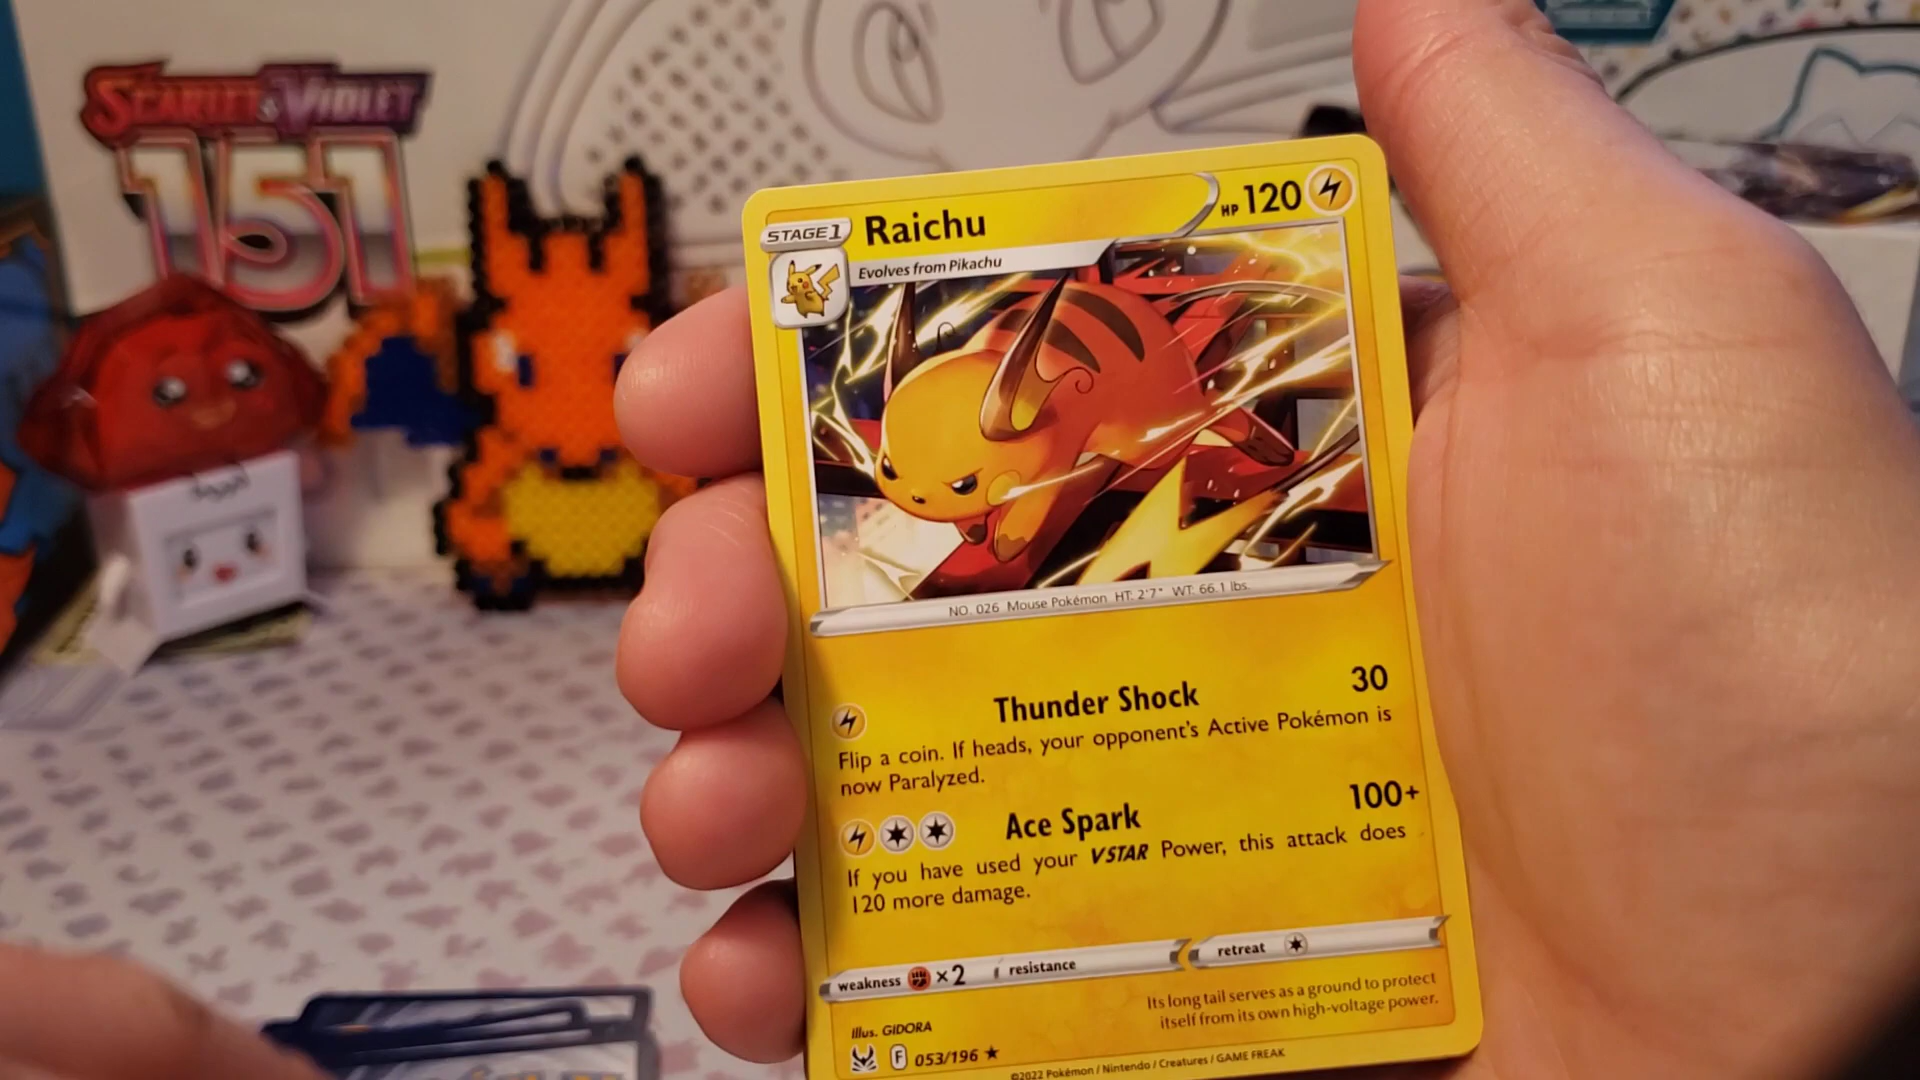 SCARLET & VIOLET
151
STAGE 1
Raichu
HP 120
Evolves from Pikachu
NO. 026 Mouse Pokémon HT: 2'7" WT: 66.1 lbs.
Thunder Shock 30
Flip a coin. If heads, your opponent's Active Pokémon is
now Paralyzed.
Ace Spark 100+
If you have used your VSTAR Power, this attack does
120 more damage.
weakness ×2 resistance retreat
Its long tail serves as a ground to protect
itself from its own high-voltage power.
Illus. GIDORA
F 053/196 ★
©2022 Pokémon / Nintendo / Creatures / GAME FREAK